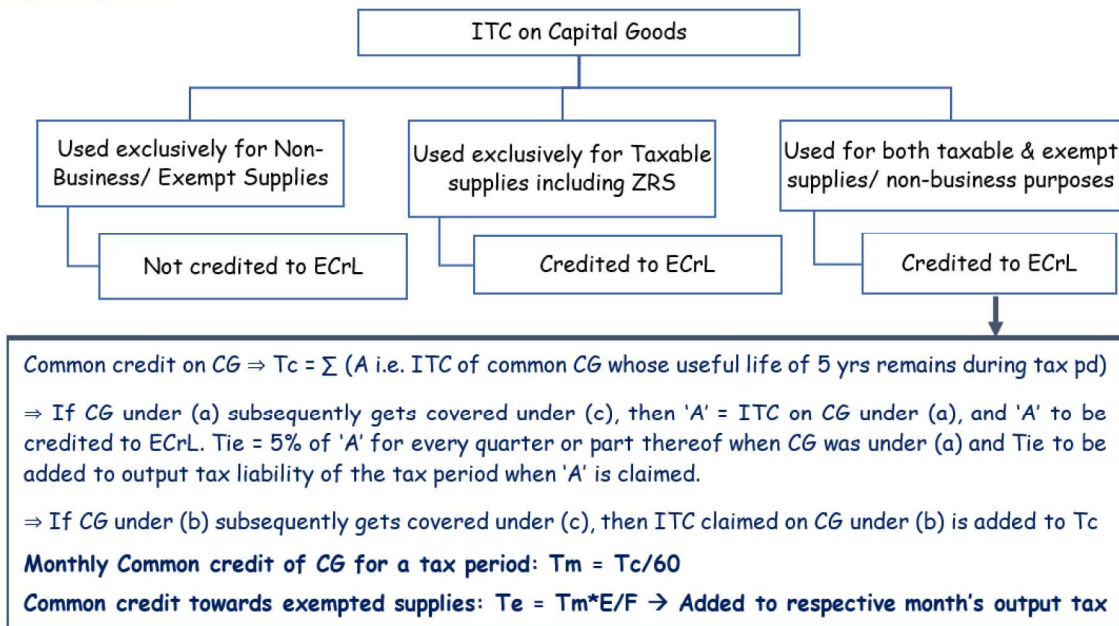 ITC on Capital Goods
Used exclusively for Non-
Business/ Exempt Supplies
Used exclusively for Taxable
supplies including ZRS
Used for both taxable & exempt
supplies/ non-business purposes
Not credited to ECrL
Credited to ECrL
Credited to ECrL
Common credit on CG ⇒ Tc = Σ (A i.e. ITC of common CG whose useful life of 5 yrs remains during tax pd)
⇒ If CG under (a) subsequently gets covered under (c), then ‘A’ = ITC on CG under (a), and ‘A’ to be
credited to ECrL. Tie = 5% of ‘A’ for every quarter or part thereof when CG was under (a) and Tie to be
added to output tax liability of the tax period when ‘A’ is claimed.
⇒ If CG under (b) subsequently gets covered under (c), then ITC claimed on CG under (b) is added to Tc
Monthly Common credit of CG for a tax period: Tm = Tc/60
Common credit towards exempted supplies: Te = Tm*E/F → Added to respective month’s output tax